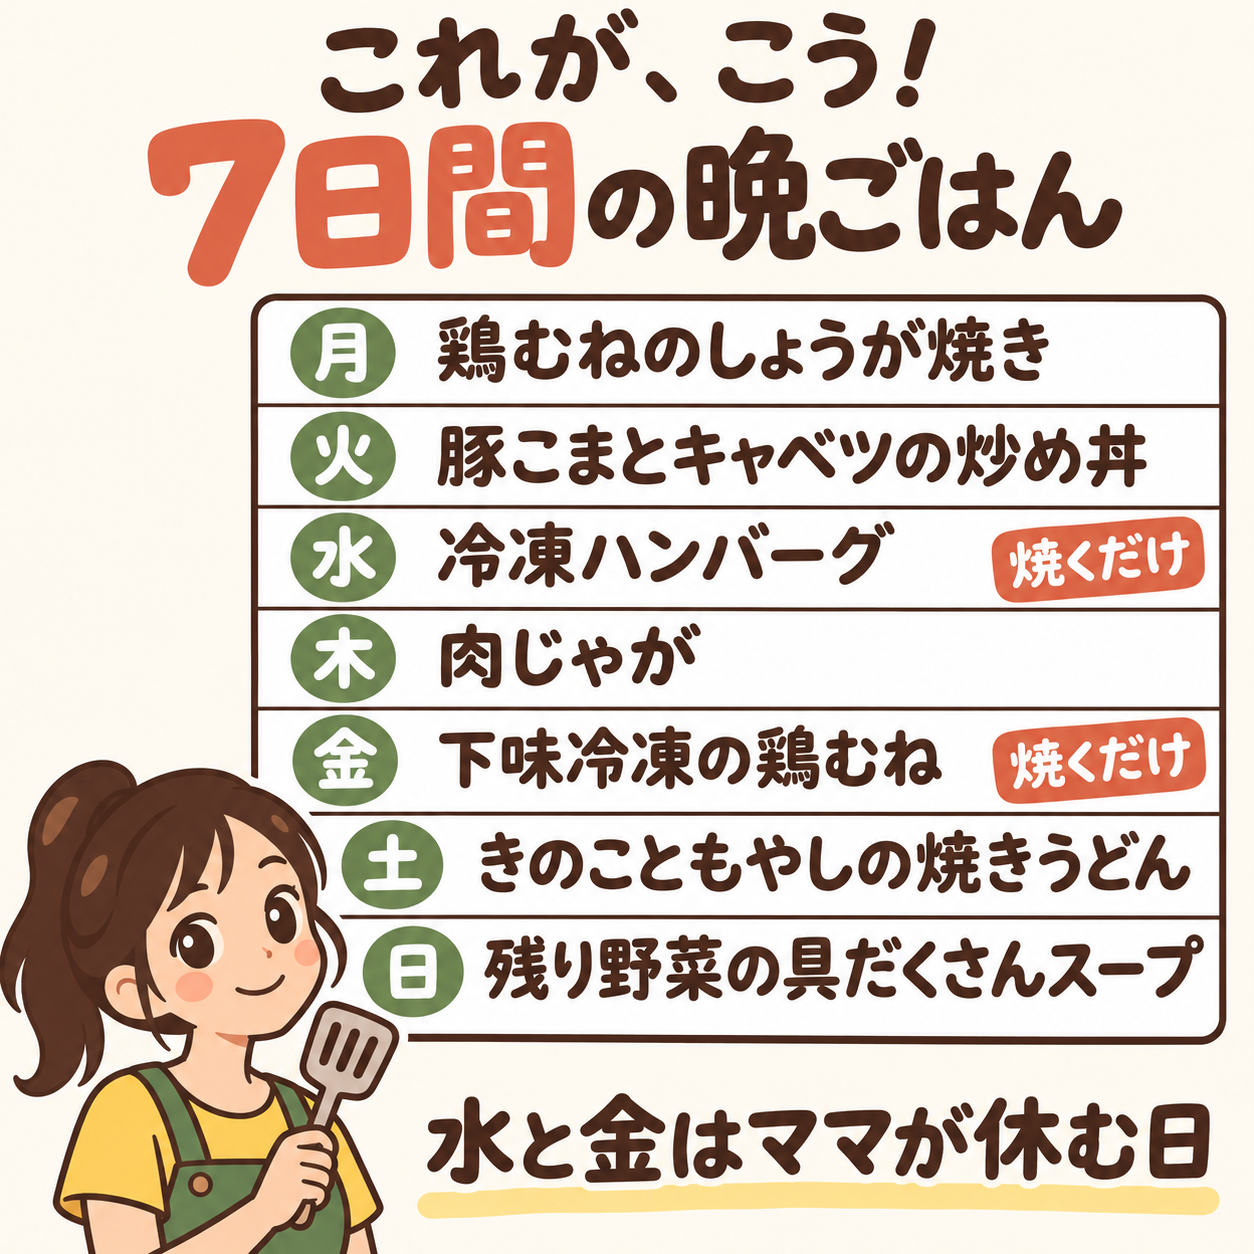 これが、こう!
7日間の晩ごはん
月 鶏むねのしょうが焼き
火 豚こまとキャベツの炒め丼
水 冷凍ハンバーグ 焼くだけ
木 肉じゃが
金 下味冷凍の鶏むね 焼くだけ
土 きのこともやしの焼きうどん
日 残り野菜の具だくさんスープ
水と金はママが休む日